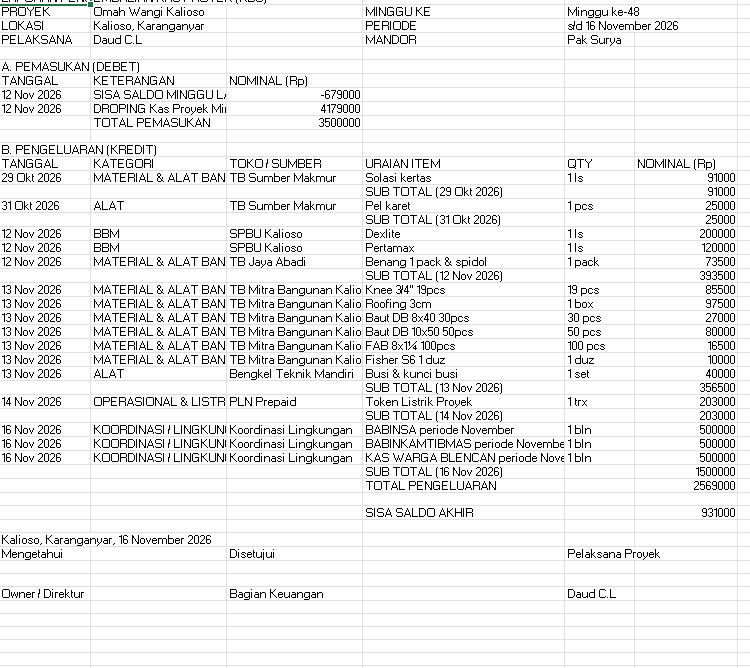 PROYEK Omah Wangi Kalioso MINGGU KE Minggu ke-48
LOKASI Kalioso, Karanganyar PERIODE s/d 16 November 2026
PELAKSANA Daud C.L MANDOR Pak Surya
A. PEMASUKAN (DEBET)
TANGGAL KETERANGAN NOMINAL (Rp)
12 Nov 2026 SISA SALDO MINGGU LA -679000
12 Nov 2026 DROPING Kas Proyek Mi 4179000
TOTAL PEMASUKAN 3500000
B. PENGELUARAN (KREDIT)
TANGGAL KATEGORI TOKO / SUMBER URAIAN ITEM QTY NOMINAL (Rp)
29 Okt 2026 MATERIAL & ALAT BAN TB Sumber Makmur Solasi kertas 1 ls 91000
SUB TOTAL (29 Okt 2026) 91000
31 Okt 2026 ALAT TB Sumber Makmur Pel karet 1 pcs 25000
SUB TOTAL (31 Okt 2026) 25000
12 Nov 2026 BBM SPBU Kalioso Dexlite 1 ls 200000
12 Nov 2026 BBM SPBU Kalioso Pertamax 1 ls 120000
12 Nov 2026 MATERIAL & ALAT BAN TB Jaya Abadi Benang 1 pack & spidol 1 pack 73500
SUB TOTAL (12 Nov 2026) 393500
13 Nov 2026 MATERIAL & ALAT BAN TB Mitra Bangunan Kalio Knee 3/4" 19pcs 19 pcs 85500
13 Nov 2026 MATERIAL & ALAT BAN TB Mitra Bangunan Kalio Roofing 3cm 1 box 97500
13 Nov 2026 MATERIAL & ALAT BAN TB Mitra Bangunan Kalio Baut DB 8x40 30pcs 30 pcs 27000
13 Nov 2026 MATERIAL & ALAT BAN TB Mitra Bangunan Kalio Baut DB 10x50 50pcs 50 pcs 80000
13 Nov 2026 MATERIAL & ALAT BAN TB Mitra Bangunan Kalio FAB 8x1¼ 100pcs 100 pcs 16500
13 Nov 2026 MATERIAL & ALAT BAN TB Mitra Bangunan Kalio Fisher S6 1 duz 1 duz 10000
13 Nov 2026 ALAT Bengkel Teknik Mandiri Busi & kunci busi 1 set 40000
SUB TOTAL (13 Nov 2026) 356500
14 Nov 2026 OPERASIONAL & LISTR PLN Prepaid Token Listrik Proyek 1 trx 203000
SUB TOTAL (14 Nov 2026) 203000
16 Nov 2026 KOORDINASI / LINGKUN Koordinasi Lingkungan BABINSA periode November 1 bln 500000
16 Nov 2026 KOORDINASI / LINGKUN Koordinasi Lingkungan BABINKAMTIBMAS periode Novembe 1 bln 500000
16 Nov 2026 KOORDINASI / LINGKUN Koordinasi Lingkungan KAS WARGA BLENCAN periode Nove 1 bln 500000
SUB TOTAL (16 Nov 2026) 1500000
TOTAL PENGELUARAN 2569000
SISA SALDO AKHIR 931000
Kalioso, Karanganyar, 16 November 2026
Mengetahui Disetujui Pelaksana Proyek
Owner / Direktur Bagian Keuangan Daud C.L